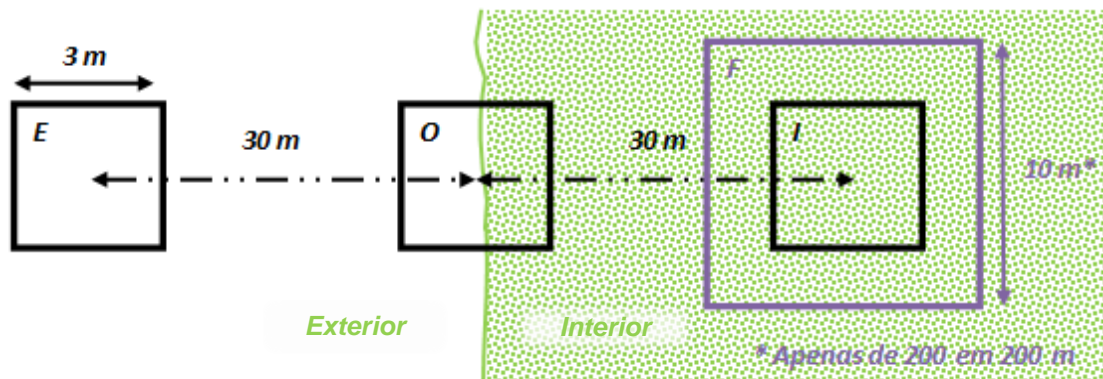 3 m
E
30 m
O
30 m
F
I
10 m*
Exterior
Interior
* Apenas de 200 em 200 m